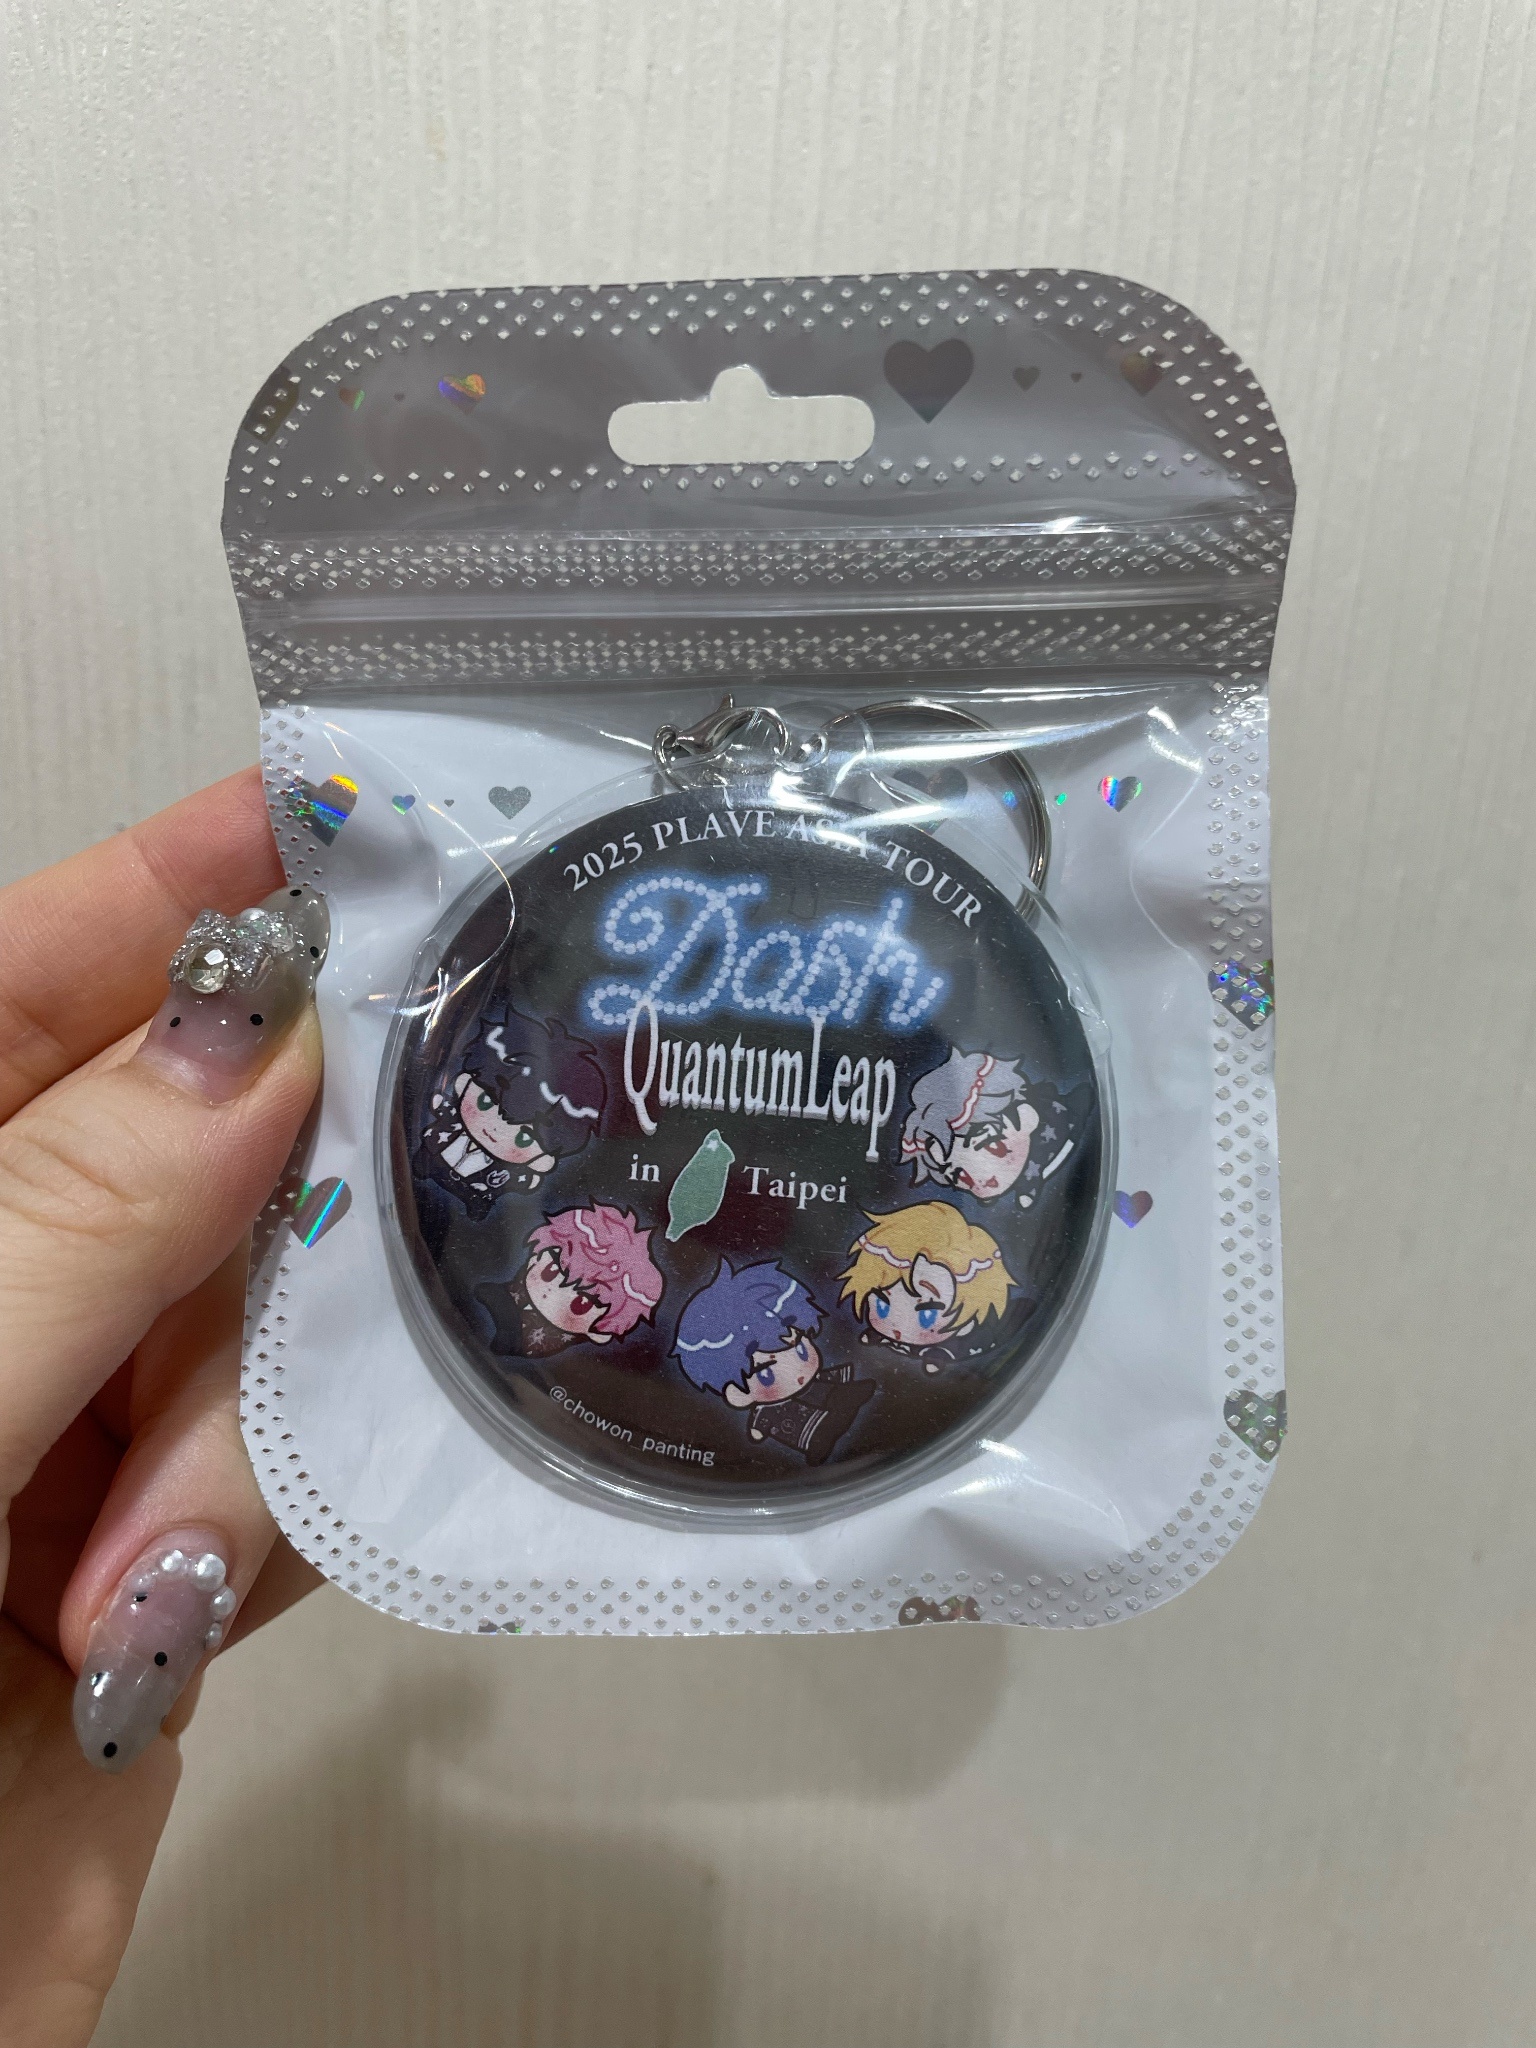 2025 PLAVE ASIA TOUR
Dash
QuantumLeap
in Taipei
@chowon_panting